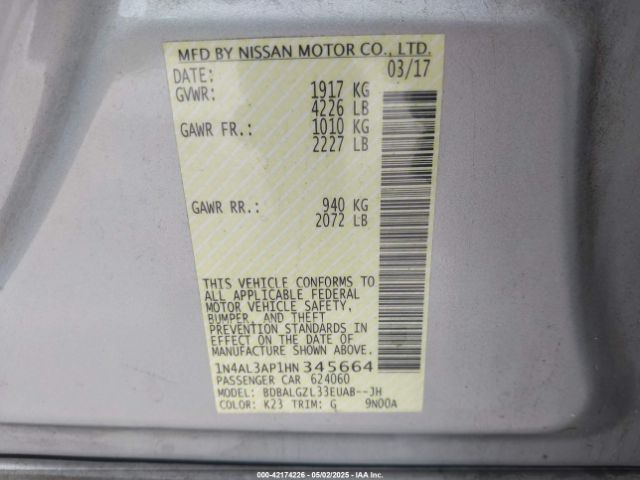 MFD BY NISSAN MOTOR CO., LTD.
DATE: 03/17
GVWR: 1917 KG
4226 LB
GAWR FR.: 1010 KG
2227 LB
GAWR RR.: 940 KG
2072 LB
THIS VEHICLE CONFORMS TO
ALL APPLICABLE FEDERAL
MOTOR VEHICLE SAFETY,
BUMPER, AND THEFT
PREVENTION STANDARDS IN
EFFECT ON THE DATE OF
MANUFACTURE SHOWN ABOVE.
1N4AL3AP1HN345664
PASSENGER CAR 624060
MODEL: BDBALGZL33EUAB--JH
COLOR: K23 TRIM: G 9N00A
000-42174226 - 05/02/2025 - Copyright IAA, Inc.